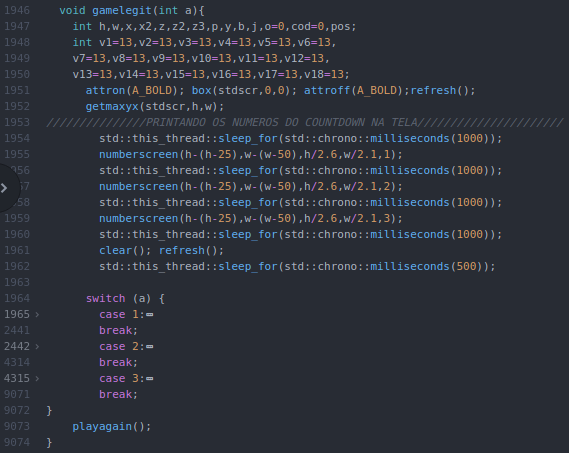 1946 void gamelegit(int a){
1947 int h,w,x,x2,z,z2,z3,p,y,b,j,o=0,cod=0,pos;
1948 int v1=13,v2=13,v3=13,v4=13,v5=13,v6=13,
1949 v7=13,v8=13,v9=13,v10=13,v11=13,v12=13,
1950 v13=13,v14=13,v15=13,v16=13,v17=13,v18=13;
1951 attron(A_BOLD); box(stdscr,0,0); attroff(A_BOLD);refresh();
1952 getmaxyx(stdscr,h,w);
1953 ///////////////PRINTANDO OS NUMEROS DO COUNTDOWN NA TELA//////////////////////
1954 std::this_thread::sleep_for(std::chrono::milliseconds(1000));
1955 numberscreen(h-(h-25),w-(w-50),h/2.6,w/2.1,1);
1956 std::this_thread::sleep_for(std::chrono::milliseconds(1000));
57 numberscreen(h-(h-25),w-(w-50),h/2.6,w/2.1,2);
58 std::this_thread::sleep_for(std::chrono::milliseconds(1000));
1959 numberscreen(h-(h-25),w-(w-50),h/2.6,w/2.1,3);
1960 std::this_thread::sleep_for(std::chrono::milliseconds(1000));
1961 clear(); refresh();
1962 std::this_thread::sleep_for(std::chrono::milliseconds(500));
1963
1964 switch (a) {
1965 case 1:
2441 break;
2442 case 2:
4314 break;
4315 case 3:
9071 break;
9072 }
9073 playagain();
9074 }